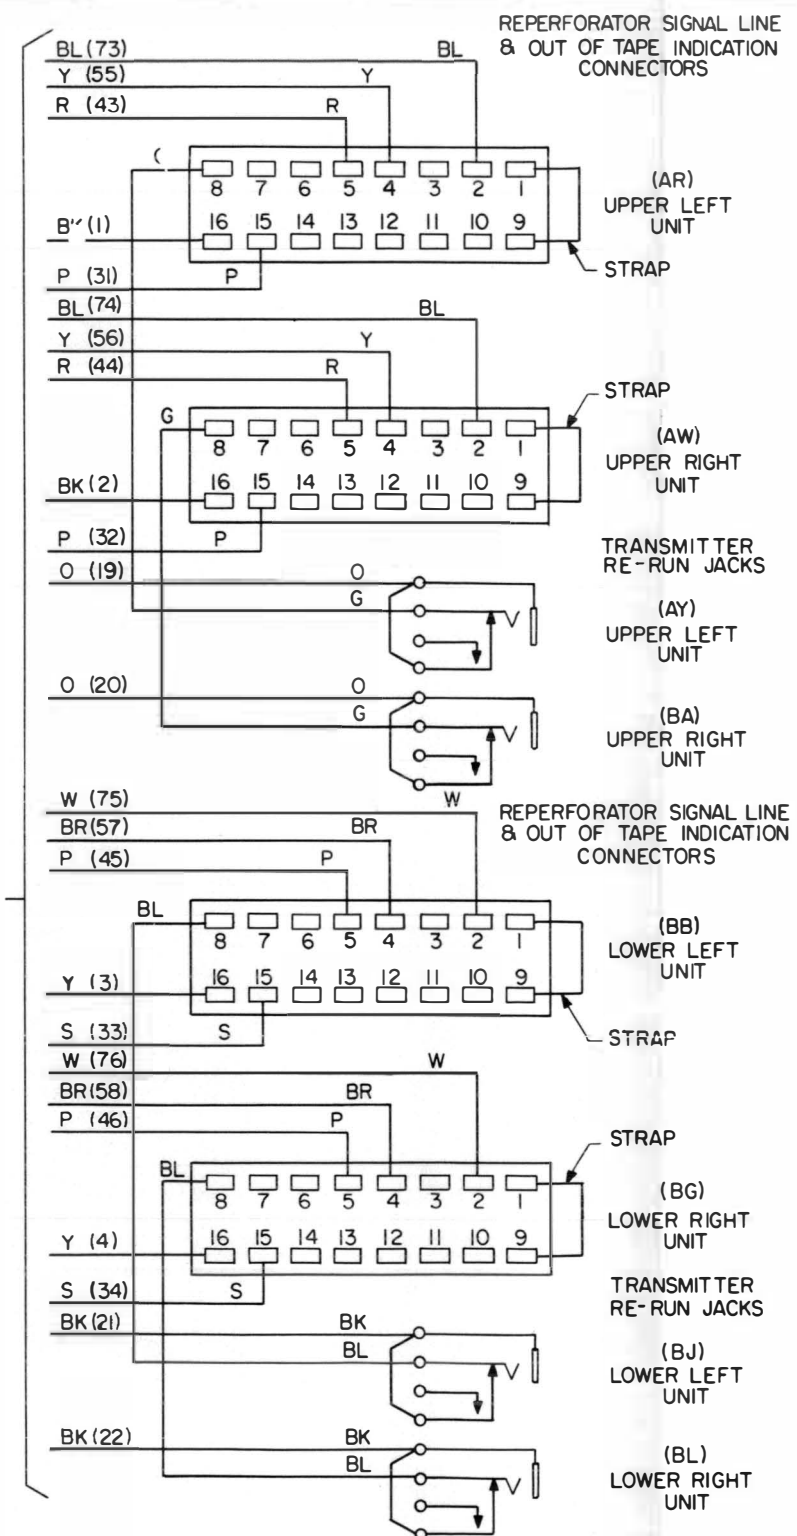 REPERFORATOR SIGNAL LINE
& OUT OF TAPE INDICATION
CONNECTORS
BL (73) BL
Y (55) Y
R (43) R
8 7 6 5 4 3 2 1
(AR)
UPPER LEFT
UNIT
16 15 14 13 12 11 10 9
(1)
STRAP
P (31) P
BL (74) BL
Y (56) Y
R (44) R
STRAP
G
8 7 6 5 4 3 2 1
(AW)
UPPER RIGHT
UNIT
16 15 14 13 12 11 10 9
BK (2)
P (32) P
TRANSMITTER
RE-RUN JACKS
O (19) O
G
(AY)
UPPER LEFT
UNIT
O (20) O
G
(BA)
UPPER RIGHT
UNIT
W (75) W
REPERFORATOR SIGNAL LINE
& OUT OF TAPE INDICATION
CONNECTORS
BR (57) BR
P (45) P
BL
8 7 6 5 4 3 2 1
(BB)
LOWER LEFT
UNIT
16 15 14 13 12 11 10 9
Y (3)
S (33) S
STRAP
W (76) W
BR (58) BR
P (46) P
STRAP
BL
8 7 6 5 4 3 2 1
(BG)
LOWER RIGHT
UNIT
16 15 14 13 12 11 10 9
Y (4)
S (34) S
TRANSMITTER
RE-RUN JACKS
BK (21) BK
BL
(BJ)
LOWER LEFT
UNIT
BK (22) BK
BL
(BL)
LOWER RIGHT
UNIT